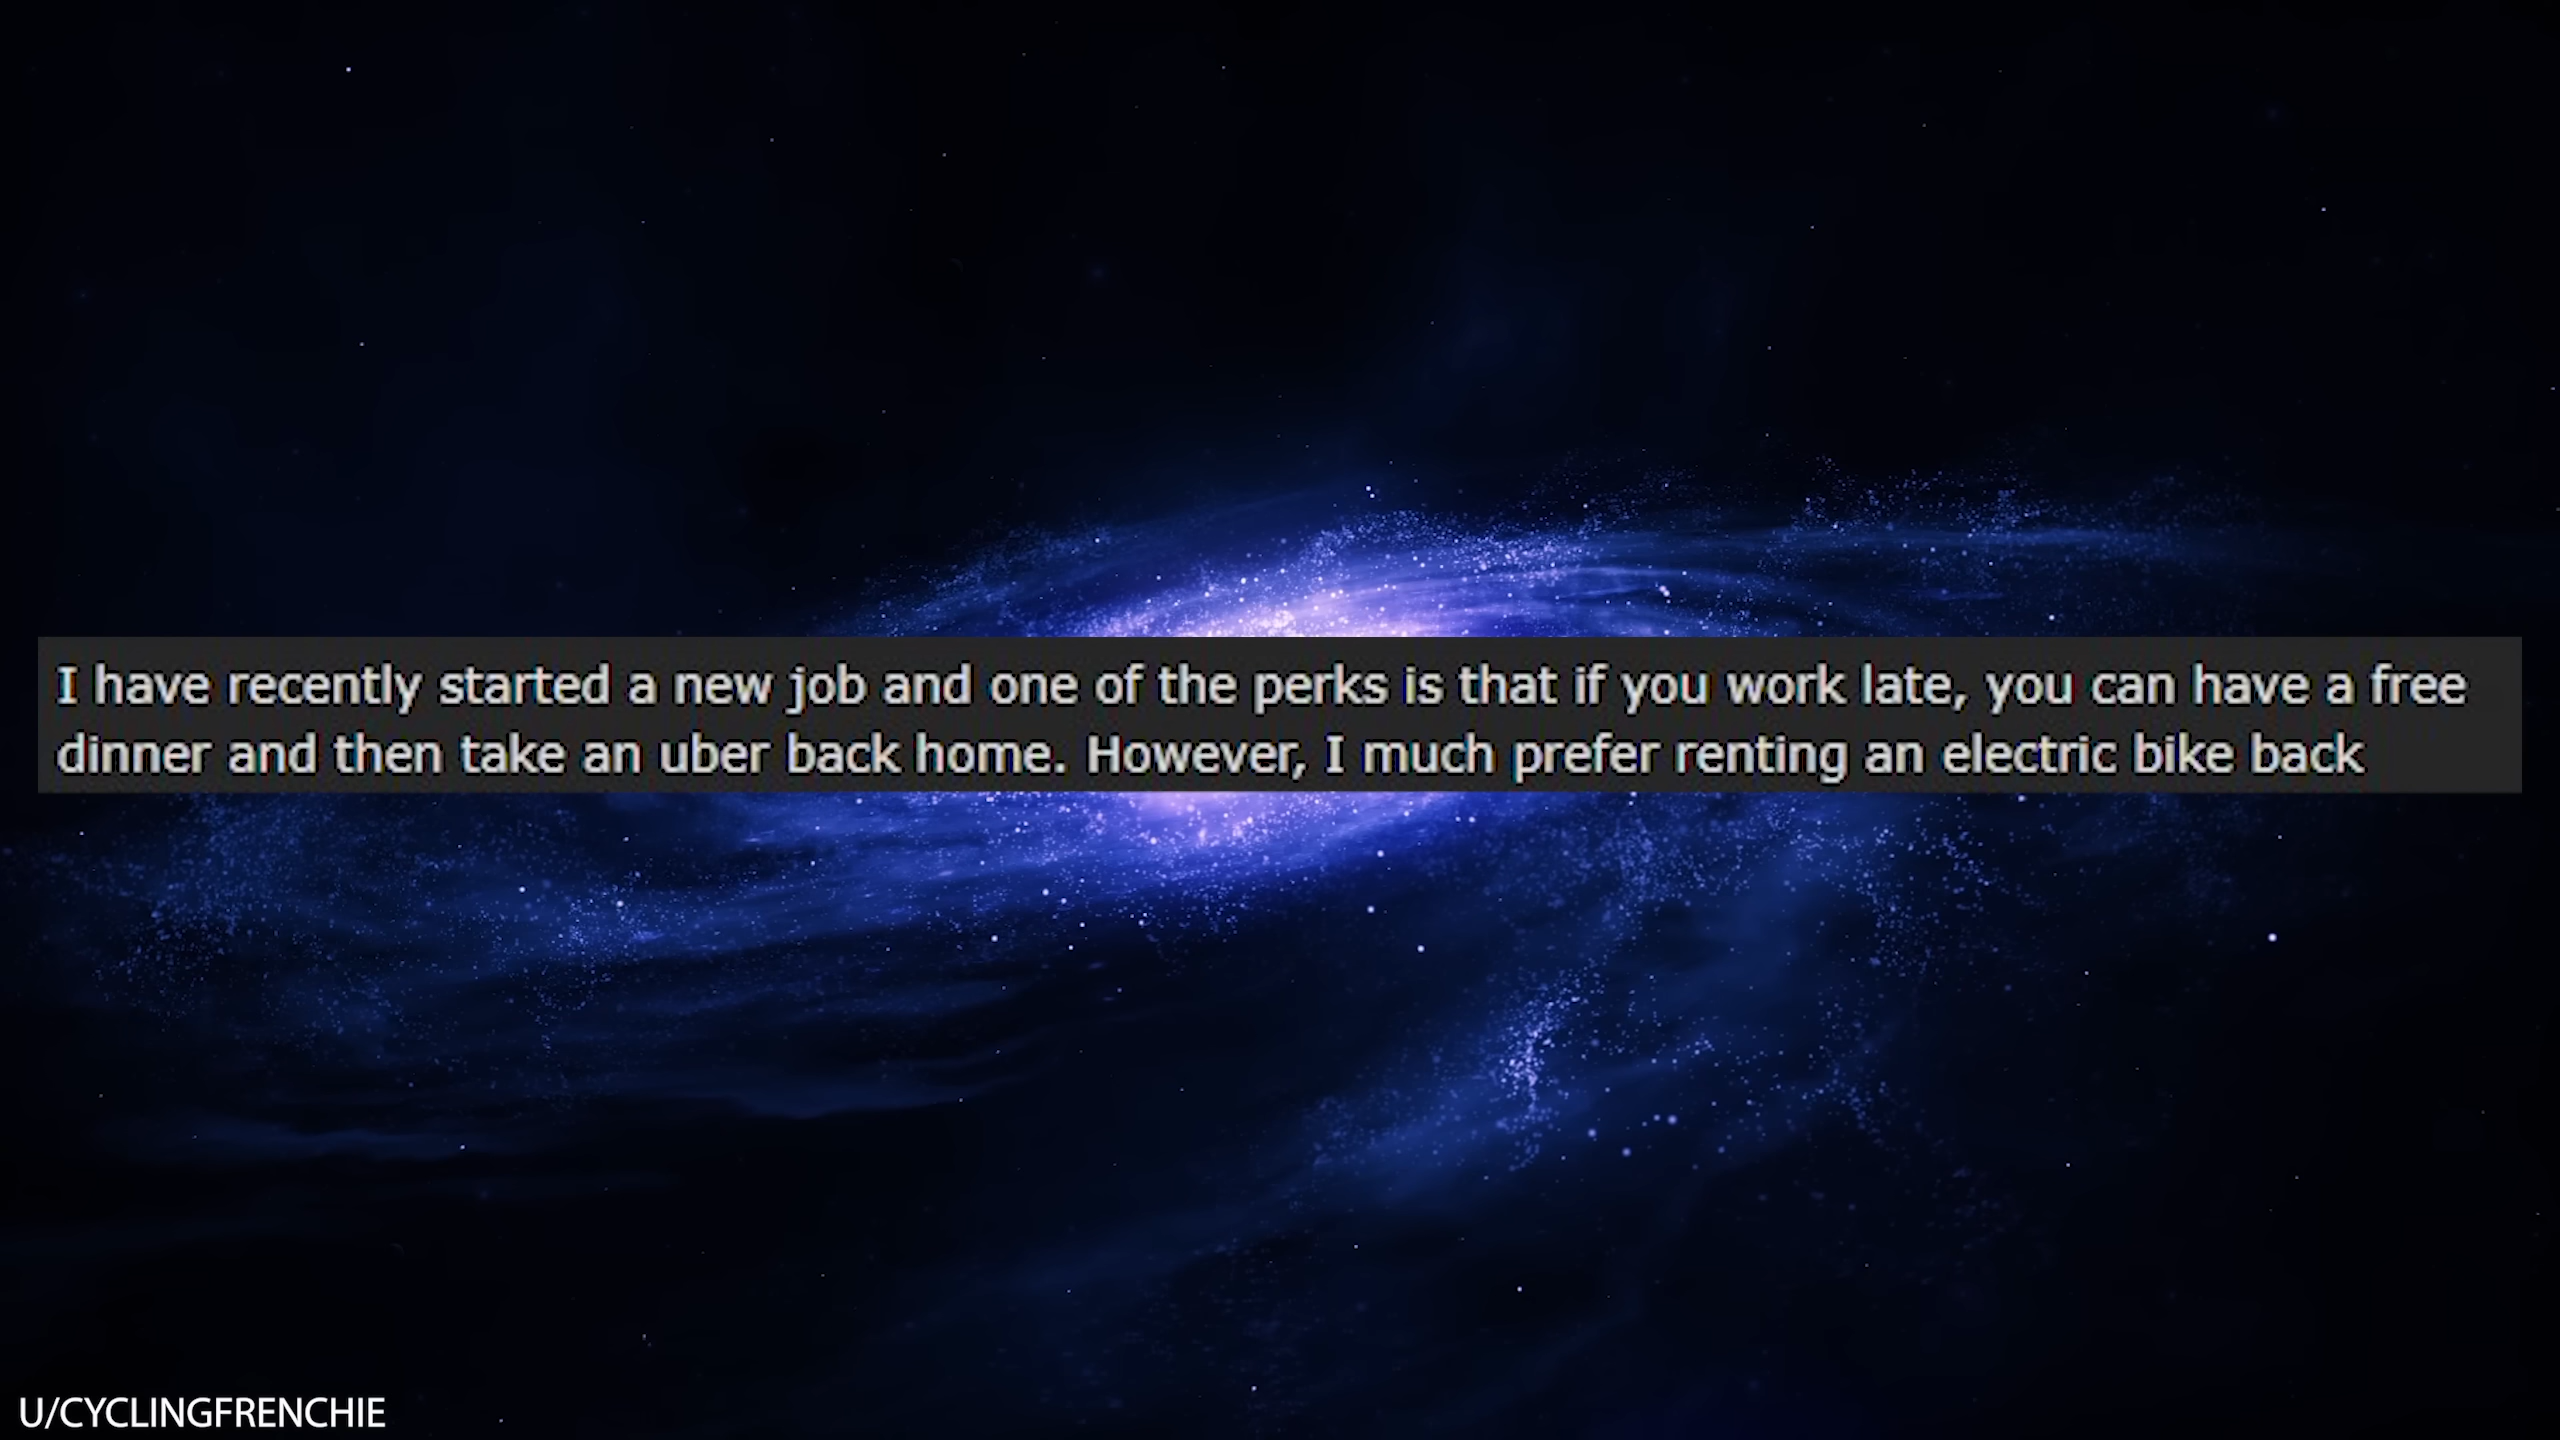 I have recently started a new job and one of the perks is that if you work late, you can have a free
dinner and then take an uber back home. However, I much prefer renting an electric bike back
U/CYCLINGFRENCHIE